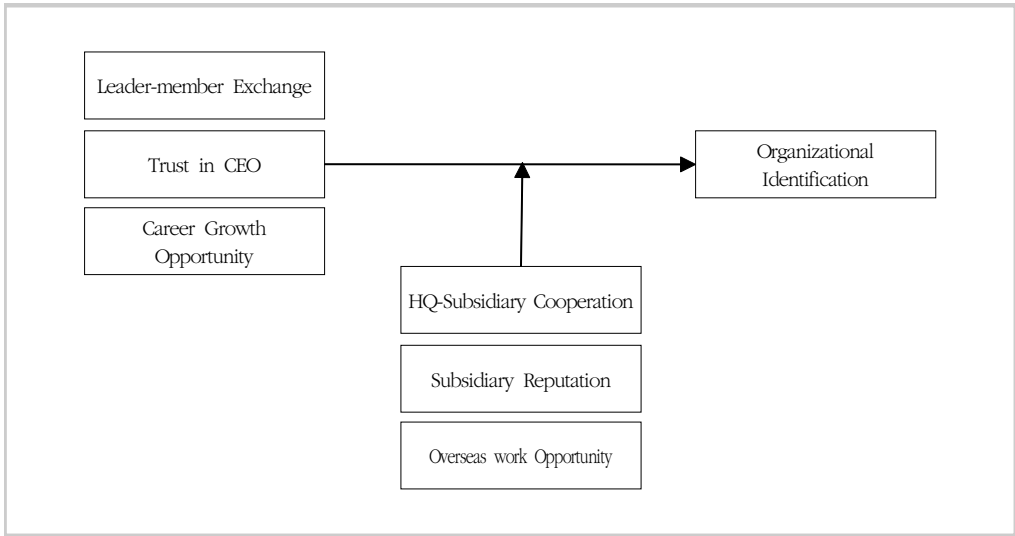 Leader-member Exchange
Trust in CEO
Career Growth
Opportunity
Organizational
Identification
HQ-Subsidiary Cooperation
Subsidiary Reputation
Overseas work Opportunity